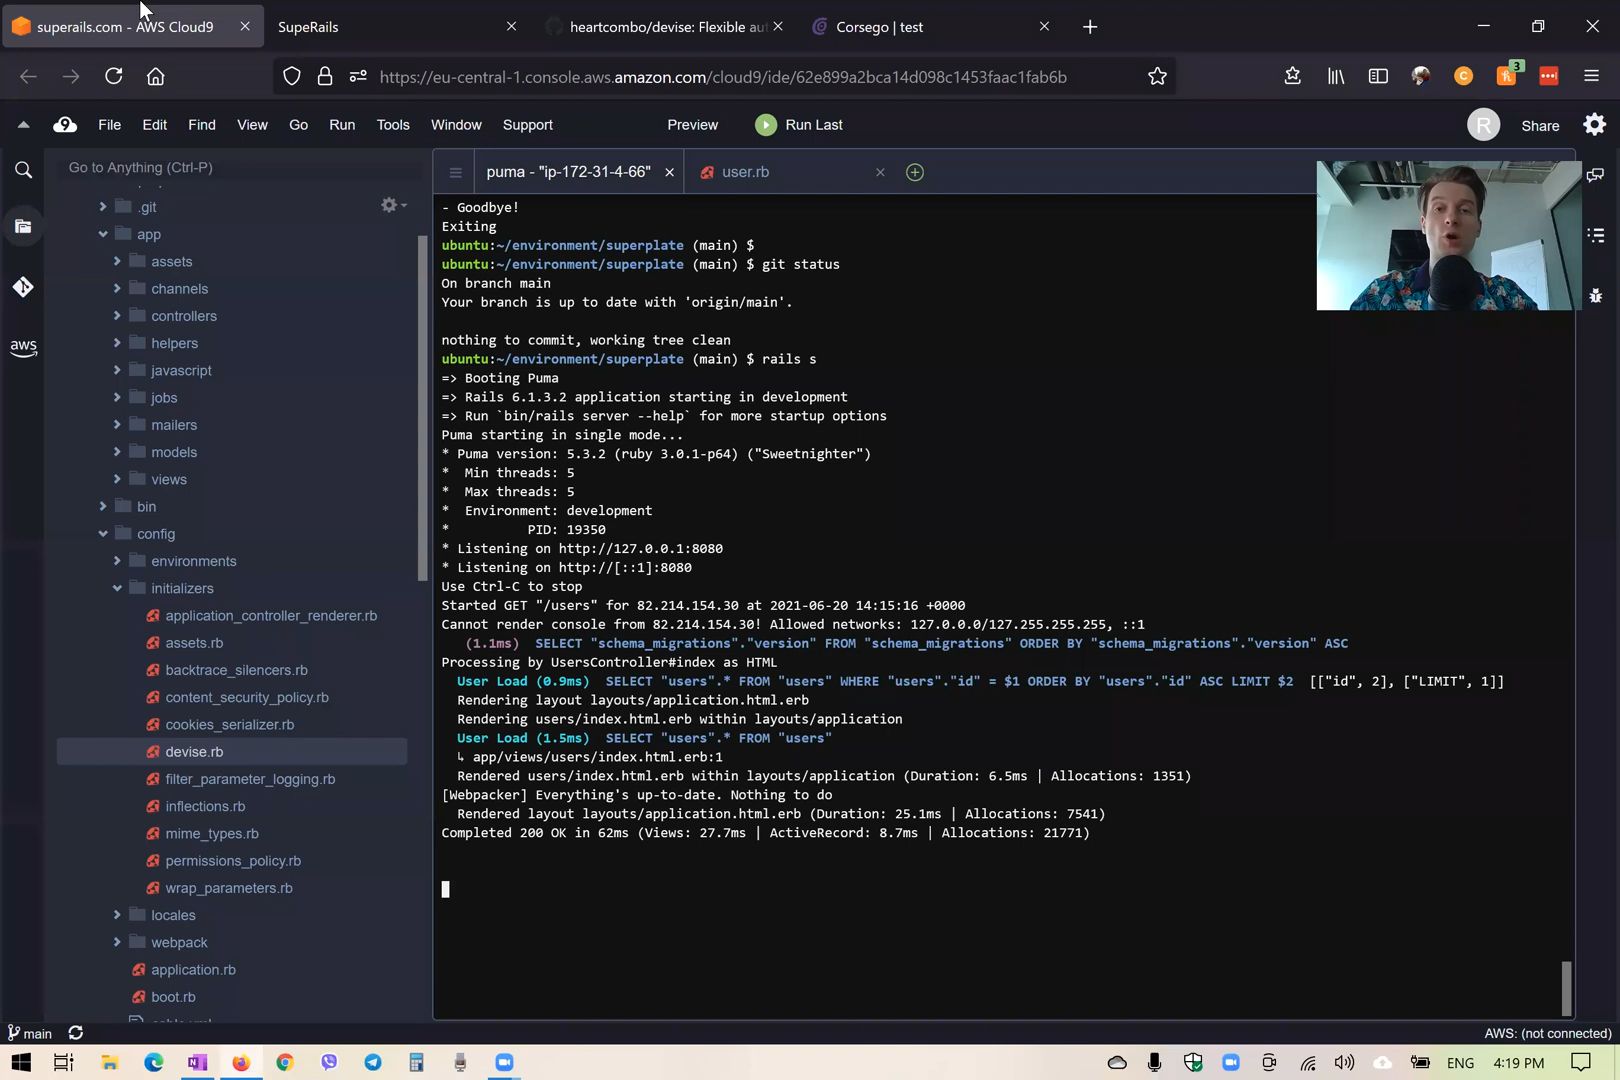 superails.com - AWS Cloud9
SupeRails
heartcombo/devise: Flexible aut
Corsego | test
https://eu-central-1.console.aws.amazon.com/cloud9/ide/62e899a2bca14d098c1453faac1fab6b
3
File Edit Find View Go Run Tools Window Support Preview Run Last R Share
Go to Anything (Ctrl-P)
puma - "ip-172-31-4-66"
user.rb
aws
.git
app
assets
channels
controllers
helpers
javascript
jobs
mailers
models
views
bin
config
environments
initializers
application_controller_renderer.rb
assets.rb
backtrace_silencers.rb
content_security_policy.rb
cookies_serializer.rb
devise.rb
filter_parameter_logging.rb
inflections.rb
mime_types.rb
permissions_policy.rb
wrap_parameters.rb
locales
webpack
application.rb
boot.rb
- Goodbye!
Exiting
ubuntu:~/environment/superplate (main) $
ubuntu:~/environment/superplate (main) $ git status
On branch main
Your branch is up to date with 'origin/main'.
nothing to commit, working tree clean
ubuntu:~/environment/superplate (main) $ rails s
=> Booting Puma
=> Rails 6.1.3.2 application starting in development
=> Run `bin/rails server --help` for more startup options
Puma starting in single mode...
* Puma version: 5.3.2 (ruby 3.0.1-p64) ("Sweetnighter")
* Min threads: 5
* Max threads: 5
* Environment: development
* PID: 19350
* Listening on http://127.0.0.1:8080
* Listening on http://[::1]:8080
Use Ctrl-C to stop
Started GET "/users" for 82.214.154.30 at 2021-06-20 14:15:16 +0000
Cannot render console from 82.214.154.30! Allowed networks: 127.0.0.0/127.255.255.255, ::1
(1.1ms) SELECT "schema_migrations"."version" FROM "schema_migrations" ORDER BY "schema_migrations"."version" ASC
Processing by UsersController#index as HTML
User Load (0.9ms) SELECT "users".* FROM "users" WHERE "users"."id" = $1 ORDER BY "users"."id" ASC LIMIT $2 [["id", 2], ["LIMIT", 1]]
Rendering layout layouts/application.html.erb
Rendering users/index.html.erb within layouts/application
User Load (1.5ms) SELECT "users".* FROM "users"
↳ app/views/users/index.html.erb:1
Rendered users/index.html.erb within layouts/application (Duration: 6.5ms | Allocations: 1351)
[Webpacker] Everything's up-to-date. Nothing to do
Rendered layout layouts/application.html.erb (Duration: 25.1ms | Allocations: 7541)
Completed 200 OK in 62ms (Views: 27.7ms | ActiveRecord: 8.7ms | Allocations: 21771)
main
AWS: (not connected)
ENG 4:19 PM